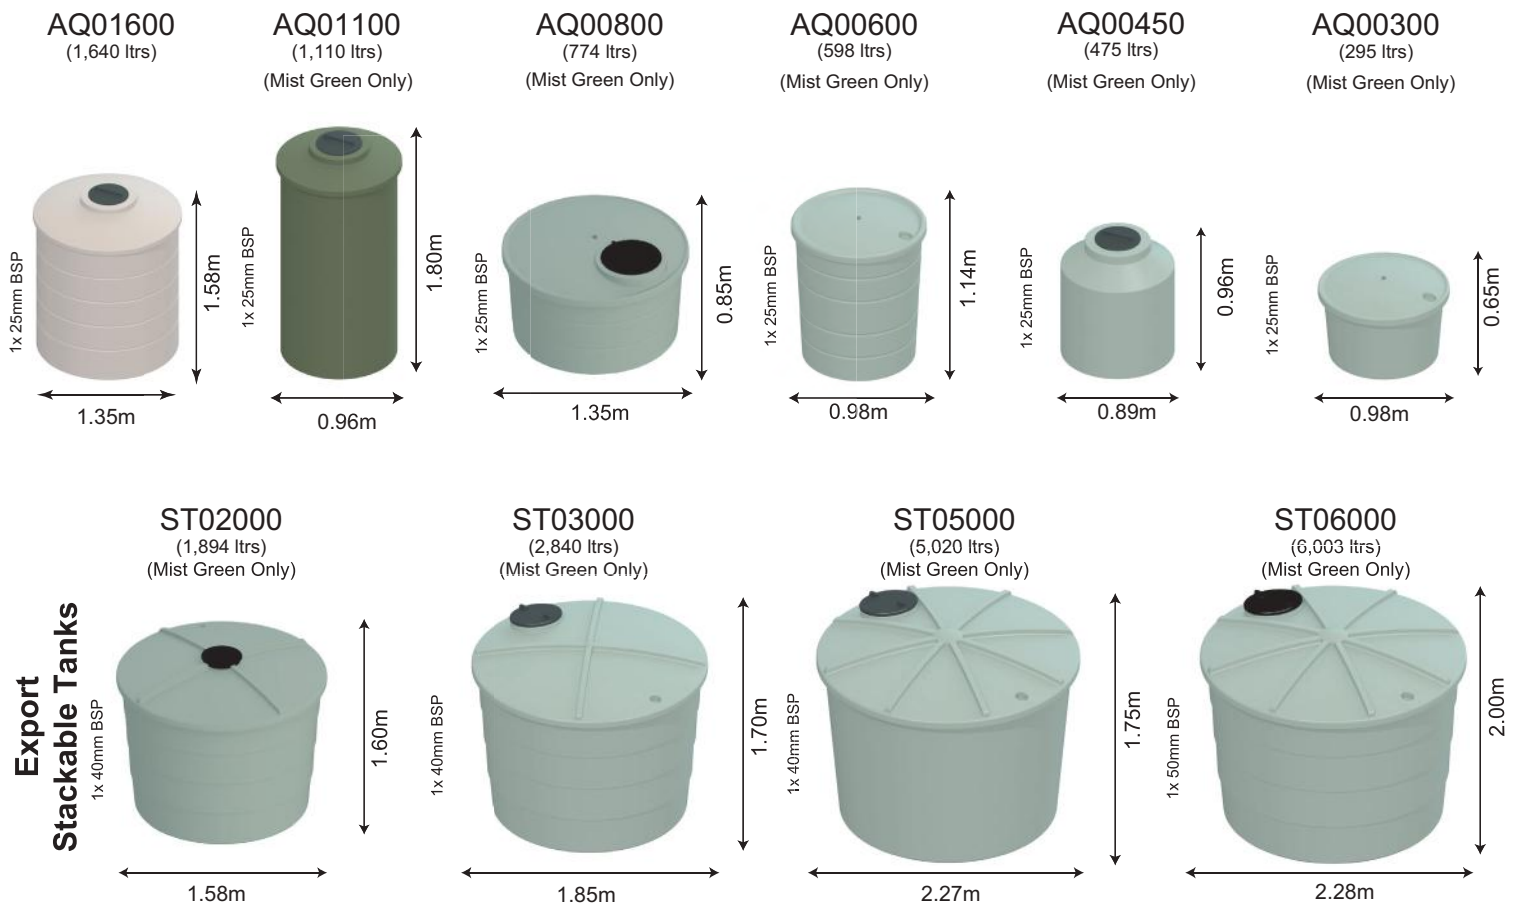 AQ01600
(1,640 ltrs)
1x 25mm BSP
1.58m
1.35m
AQ01100
(1,110 ltrs)
(Mist Green Only)
1x 25mm BSP
1.80m
0.96m
AQ00800
(774 ltrs)
(Mist Green Only)
1x 25mm BSP
0.85m
1.35m
AQ00600
(598 ltrs)
(Mist Green Only)
1x 25mm BSP
1.14m
0.98m
AQ00450
(475 ltrs)
(Mist Green Only)
1x 25mm BSP
0.96m
0.89m
AQ00300
(295 ltrs)
(Mist Green Only)
1x 25mm BSP
0.65m
0.98m
Export
Stackable Tanks
ST02000
(1,894 ltrs)
(Mist Green Only)
1x 40mm BSP
1.60m
1.58m
ST03000
(2,840 ltrs)
(Mist Green Only)
1x 40mm BSP
1.70m
1.85m
ST05000
(5,020 ltrs)
(Mist Green Only)
1x 40mm BSP
1.75m
2.27m
ST06000
(6,003 ltrs)
(Mist Green Only)
1x 50mm BSP
2.00m
2.28m